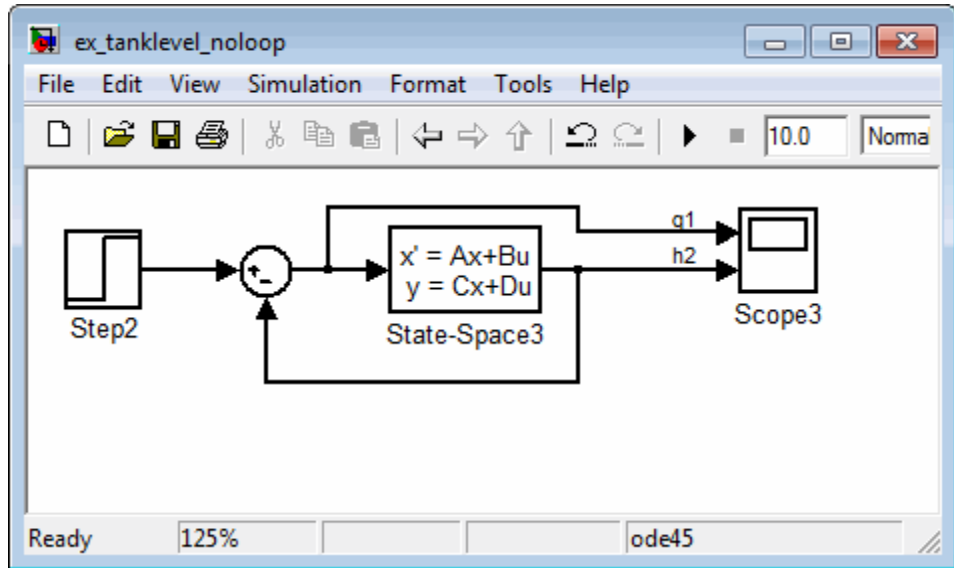 ex_tanklevel_noloop
File Edit View Simulation Format Tools Help
10.0 Norma
q1
x' = Ax+Bu
h2
y = Cx+Du
Step2
State-Space3
Scope3
Ready 125% ode45